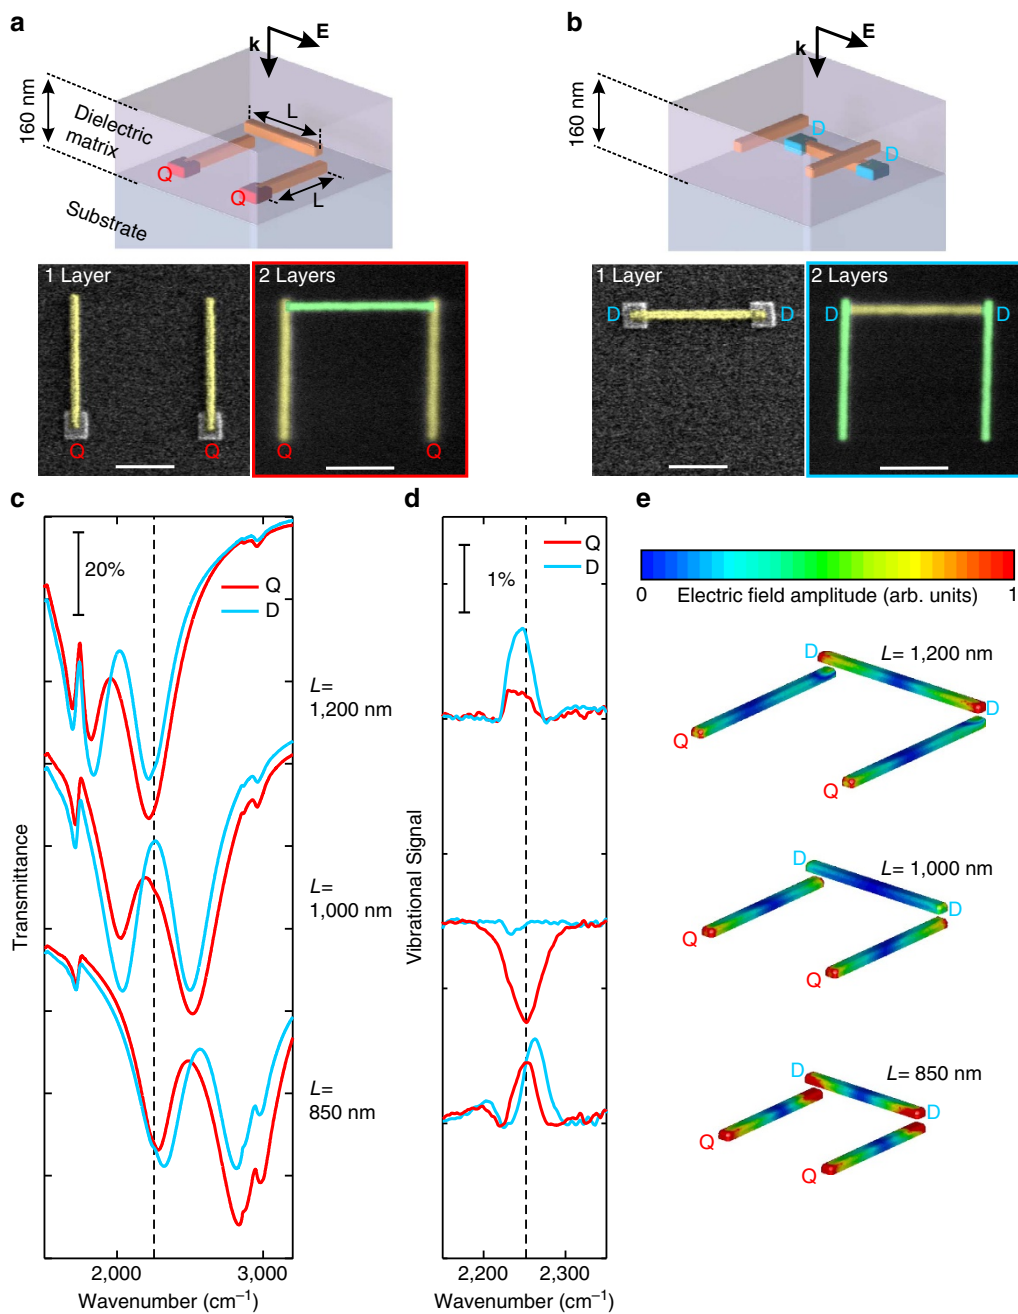 a
k
E
160 nm
Dielectric
matrix
L
Q
Q
L
Substrate
1 Layer
2 Layers
Q
Q
Q
Q
b
k
E
160 nm
D
D
1 Layer
2 Layers
D
D
D
D
c
20%
Q
D
L=
1,200 nm
L=
1,000 nm
L=
850 nm
Transmittance
2,000
3,000
Wavenumber (cm⁻¹)
d
Q
D
1%
Vibrational Signal
2,200
2,300
Wavenumber (cm⁻¹)
e
0
Electric field amplitude (arb. units)
1
D
L= 1,200 nm
D
Q
Q
D
L= 1,000 nm
D
Q
Q
D
L= 850 nm
D
Q
Q